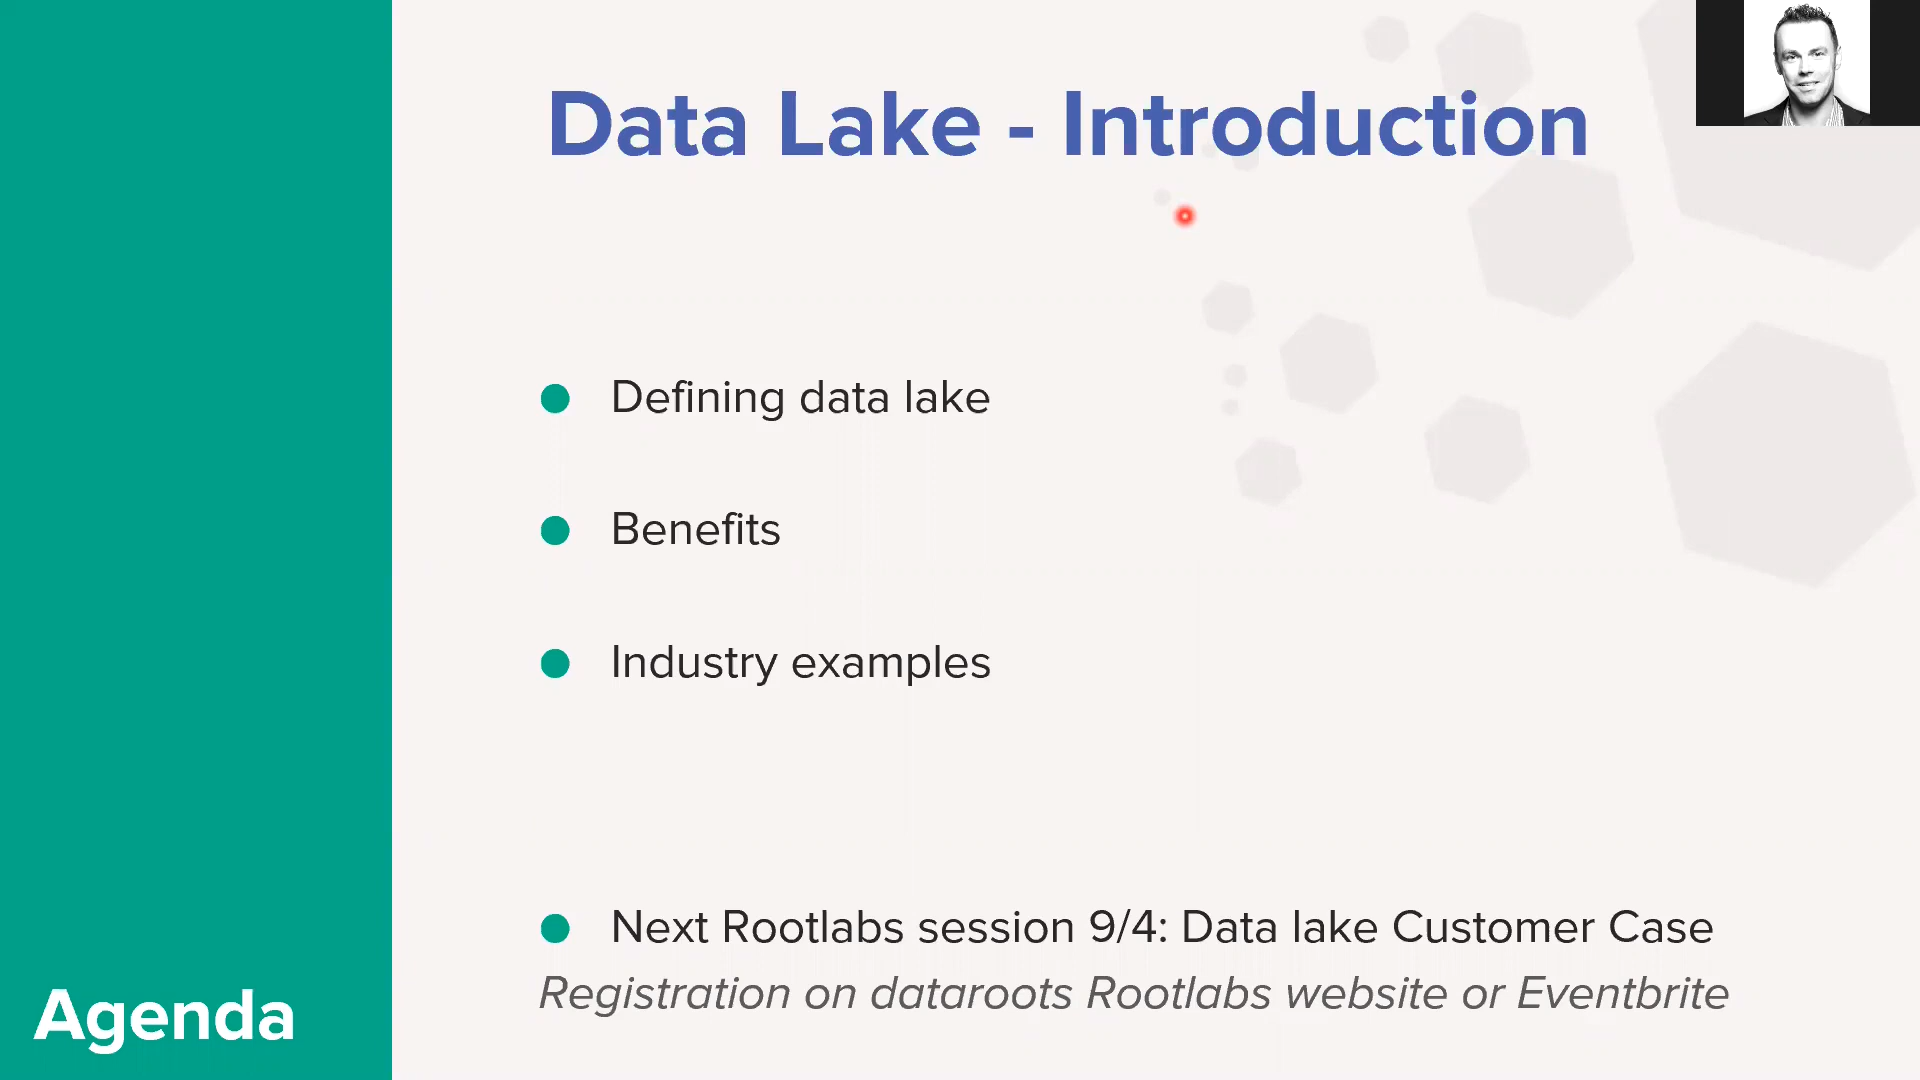 Data Lake - Introduction
Defining data lake
Benefits
Industry examples
Next Rootlabs session 9/4: Data lake Customer Case
Registration on dataroots Rootlabs website or Eventbrite
Agenda